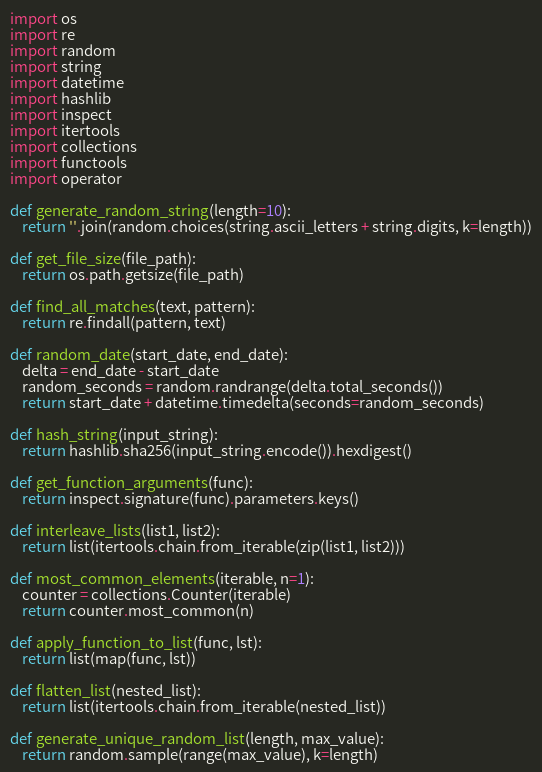 import os
import re
import random
import string
import datetime
import hashlib
import inspect
import itertools
import collections
import functools
import operator

def generate_random_string(length=10):
    return ''.join(random.choices(string.ascii_letters + string.digits, k=length))

def get_file_size(file_path):
    return os.path.getsize(file_path)

def find_all_matches(text, pattern):
    return re.findall(pattern, text)

def random_date(start_date, end_date):
    delta = end_date - start_date
    random_seconds = random.randrange(delta.total_seconds())
    return start_date + datetime.timedelta(seconds=random_seconds)

def hash_string(input_string):
    return hashlib.sha256(input_string.encode()).hexdigest()

def get_function_arguments(func):
    return inspect.signature(func).parameters.keys()

def interleave_lists(list1, list2):
    return list(itertools.chain.from_iterable(zip(list1, list2)))

def most_common_elements(iterable, n=1):
    counter = collections.Counter(iterable)
    return counter.most_common(n)

def apply_function_to_list(func, lst):
    return list(map(func, lst))

def flatten_list(nested_list):
    return list(itertools.chain.from_iterable(nested_list))

def generate_unique_random_list(length, max_value):
    return random.sample(range(max_value), k=length)